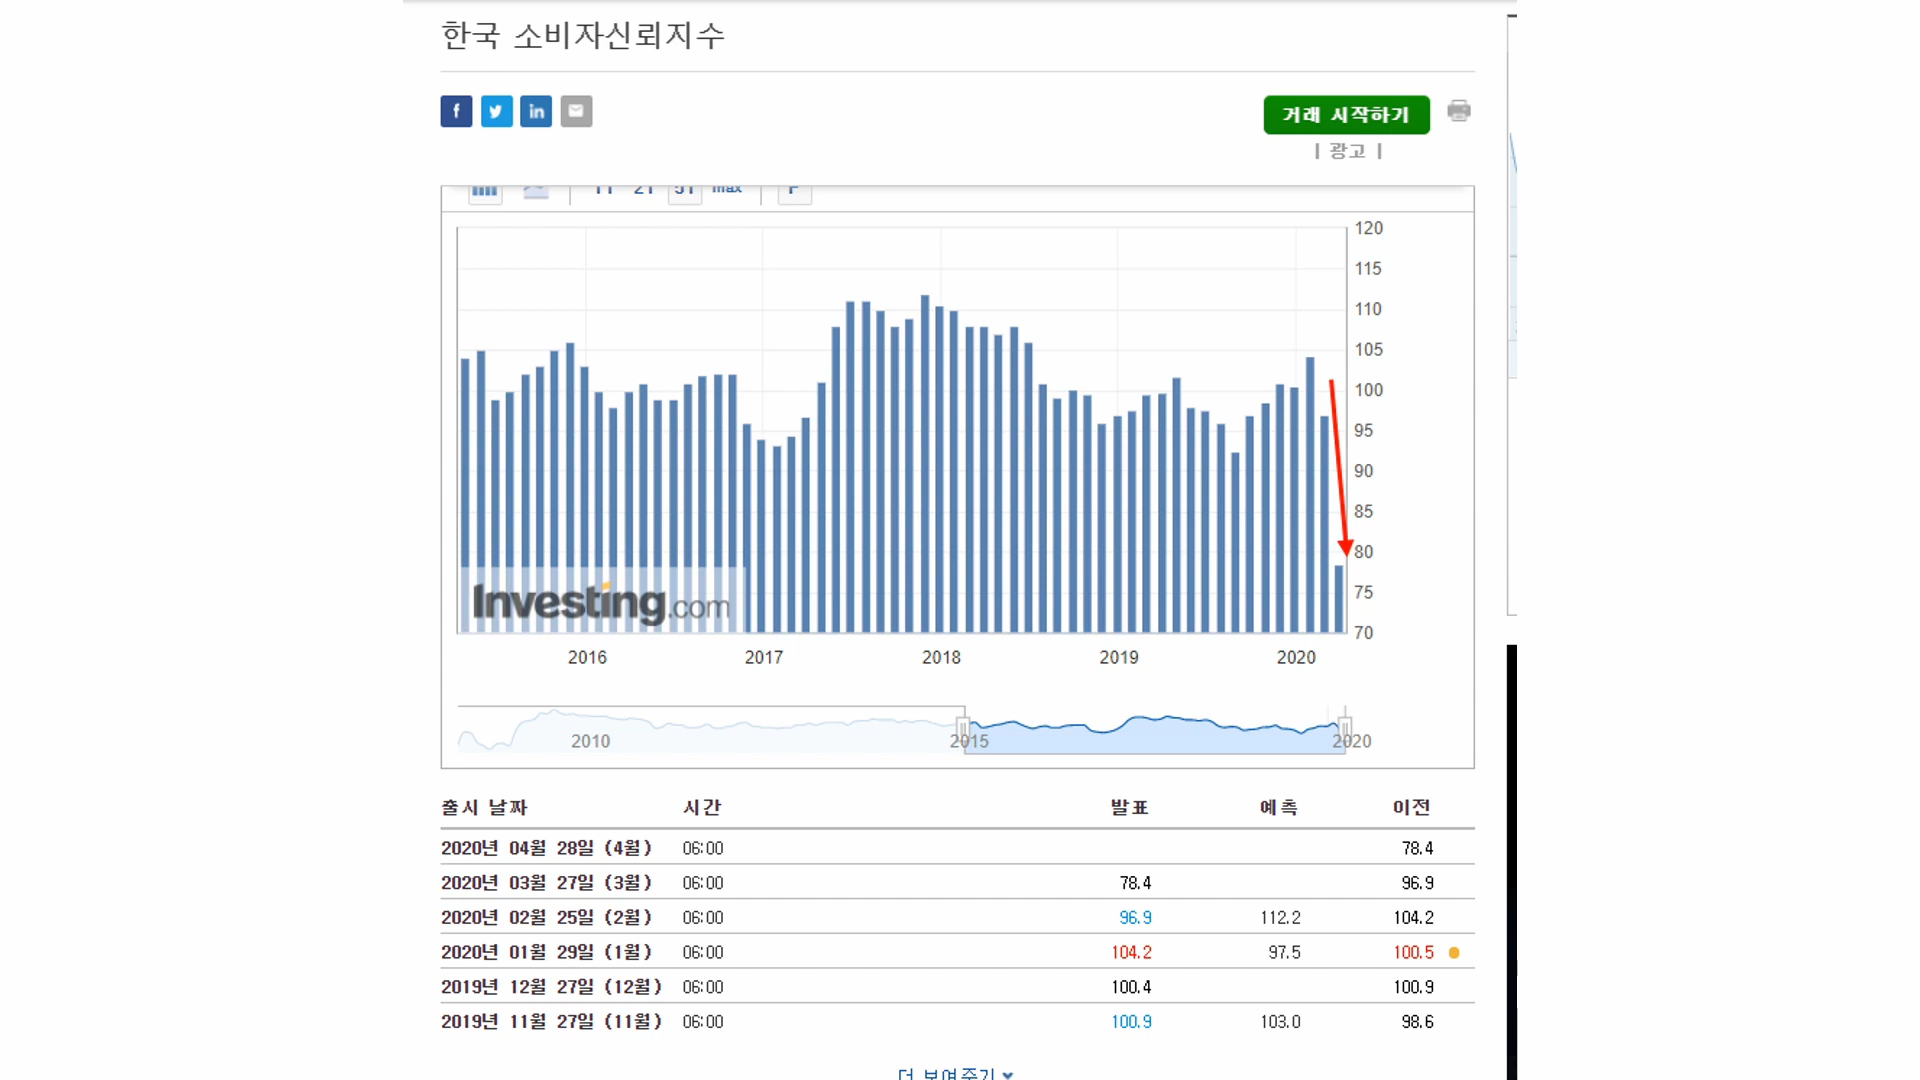 한국 소비자신뢰지수
f in
거래 시작하기
| 광고 |
max
120
115
110
105
100
95
90
85
80
75
70
Investing.com
2016 2017 2018 2019 2020
2010 2015 2020
출시 날짜 시간 발표 예측 이전
2020년 04월 28일 (4월) 06:00 78.4
2020년 03월 27일 (3월) 06:00 78.4 96.9
2020년 02월 25일 (2월) 06:00 96.9 112.2 104.2
2020년 01월 29일 (1월) 06:00 104.2 97.5 100.5
2019년 12월 27일 (12월) 06:00 100.4 100.9
2019년 11월 27일 (11월) 06:00 100.9 103.0 98.6
더 보여주기